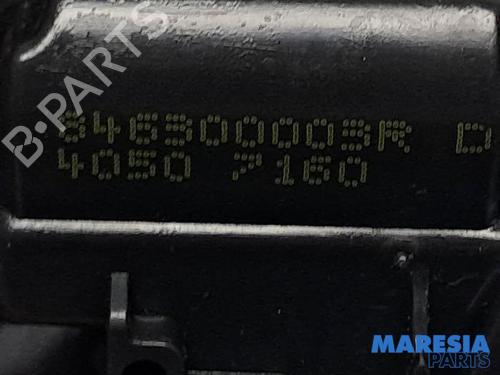 B-PARTS
846300003R D
4050 7160
MARESIA
PARTS